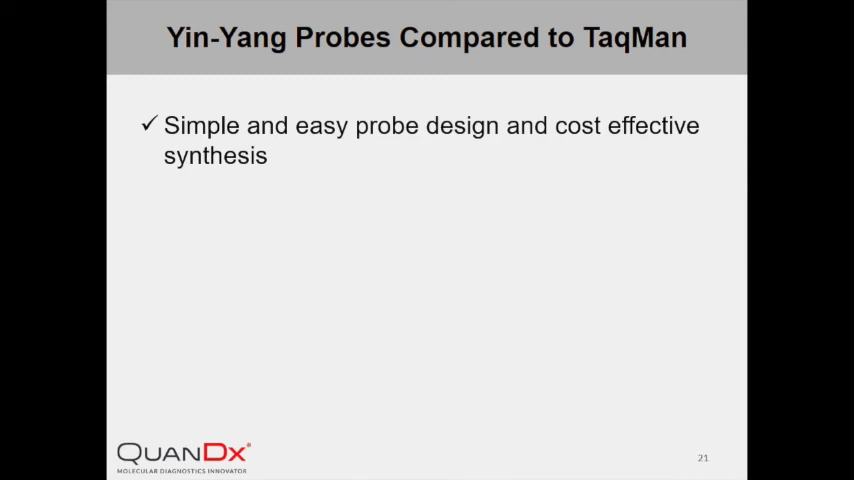 Yin-Yang Probes Compared to TaqMan
✓ Simple and easy probe design and cost effective
synthesis
QUANDX®
MOLECULAR DIAGNOSTICS INNOVATOR
21